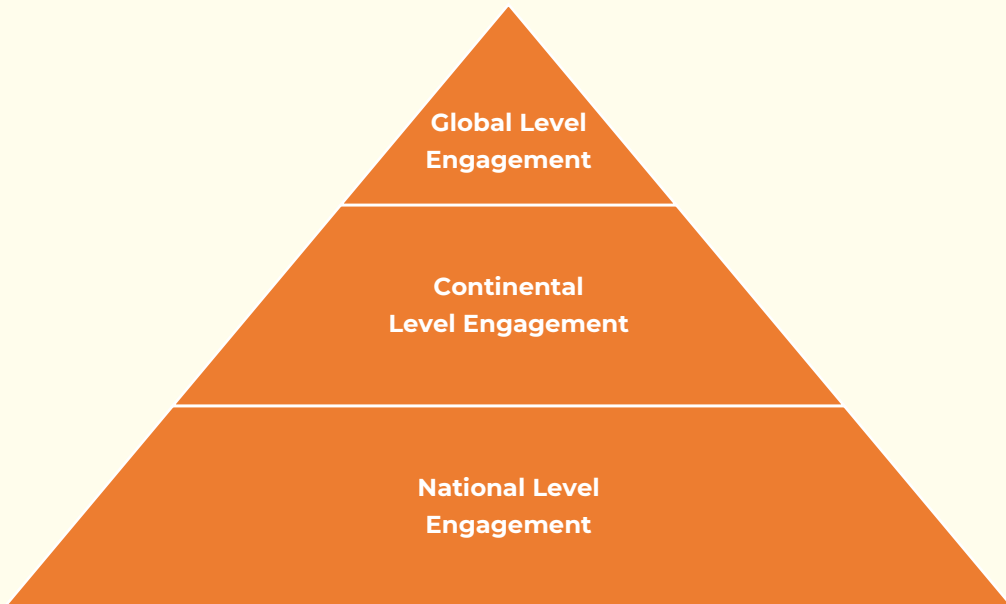 Global Level
Engagement
Continental
Level Engagement
National Level
Engagement